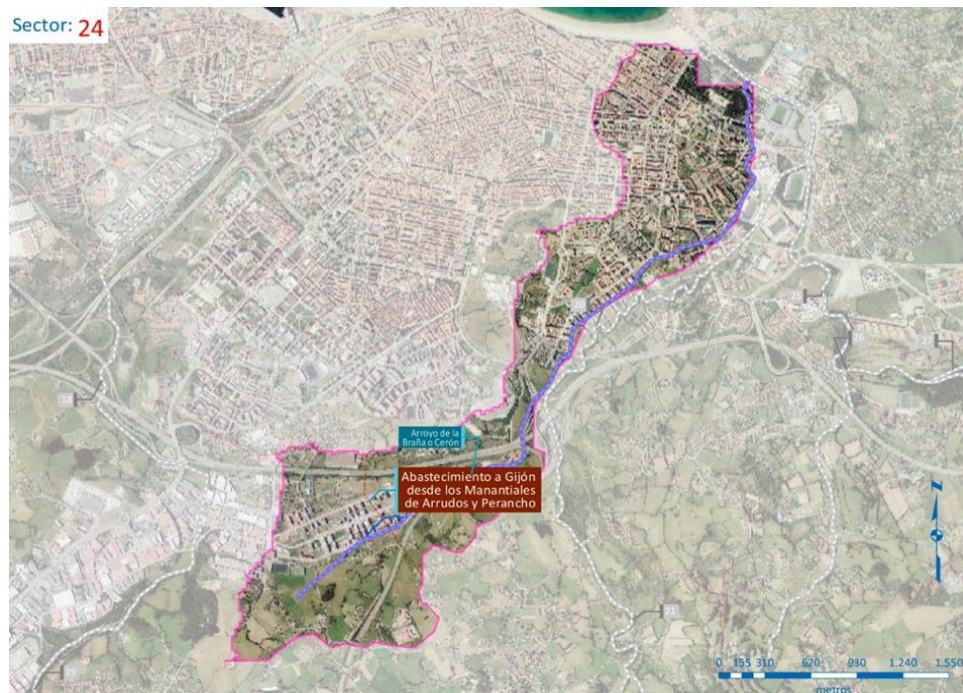 Sector: 24
Arroyo de la
Braña o Cerón
Abastecimiento a Gijón
desde los Manantiales
de Arrudos y Perancho
0 155 310 620 930 1.240 1.550
metros